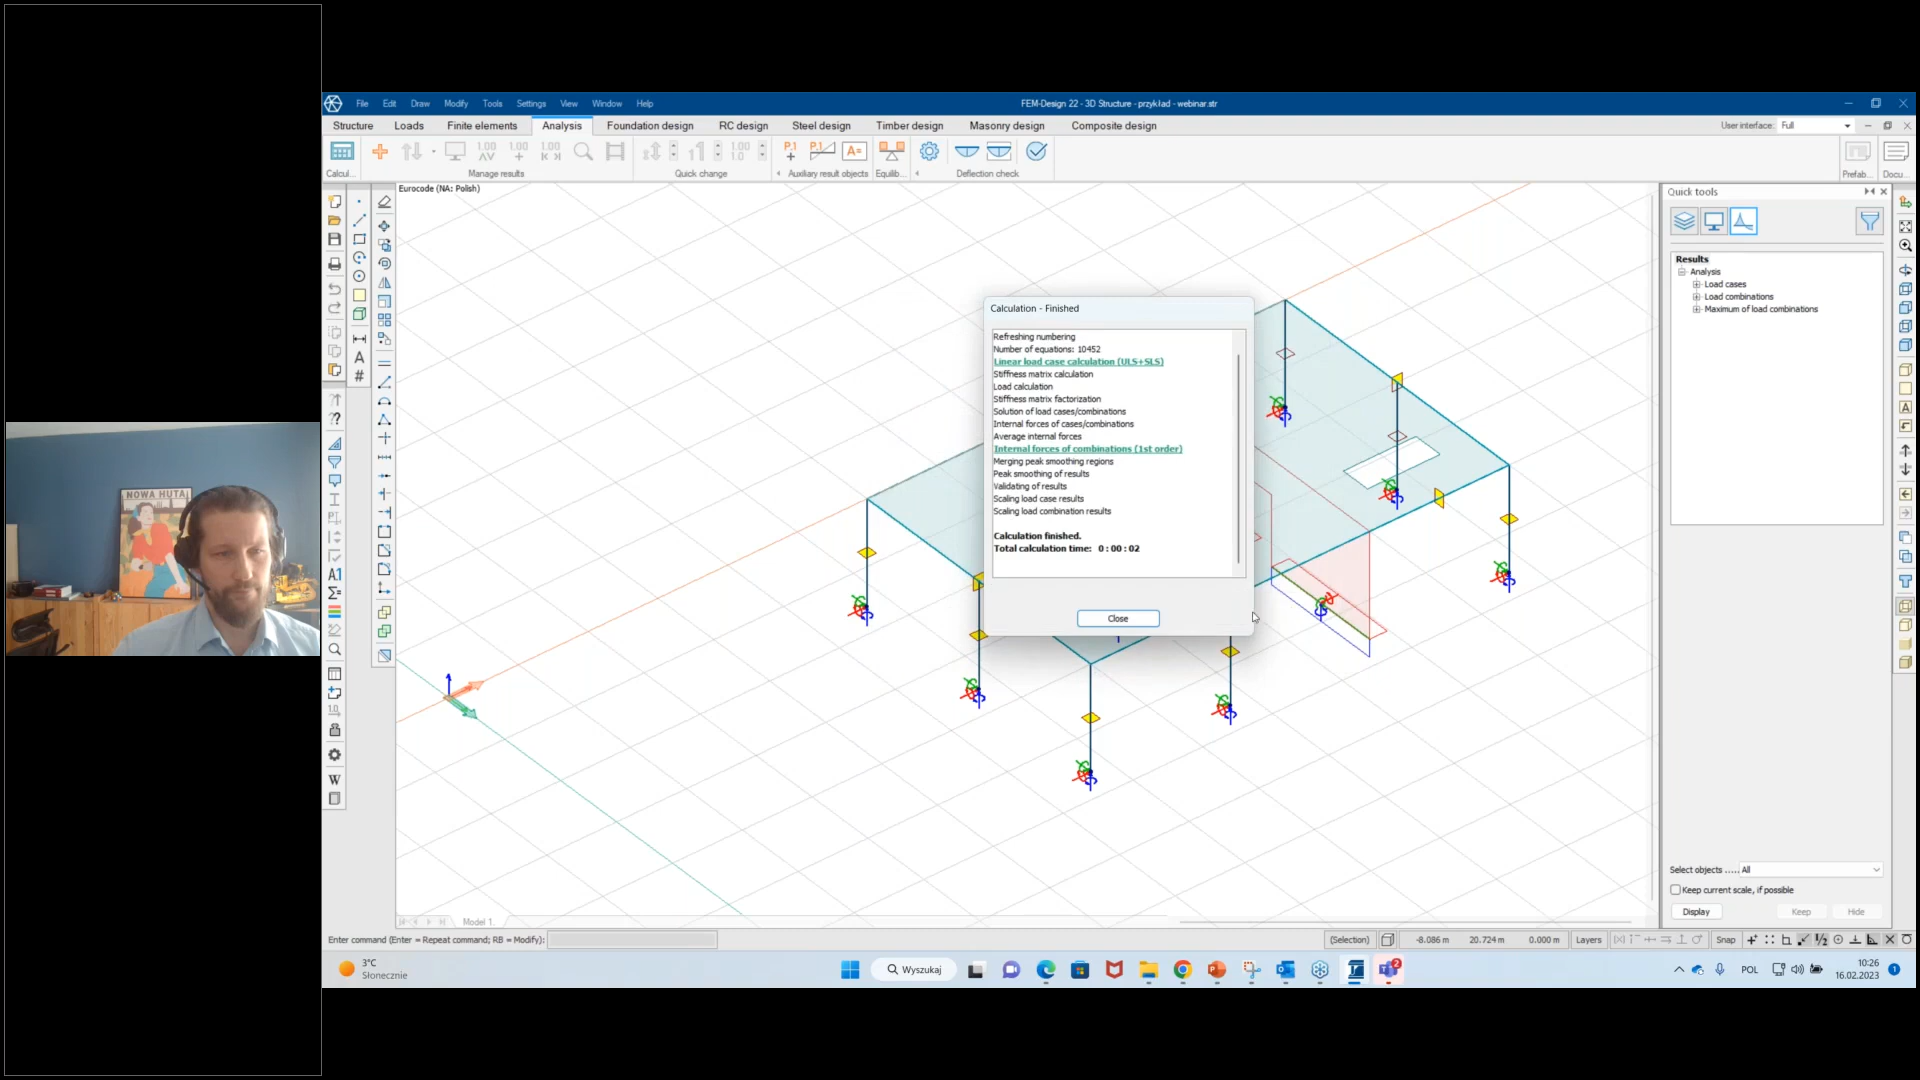 FEM-Design 22 - 3D Structure - przykład - webinar.str
File Edit Draw Modify Tools Settings View Window Help
Structure Loads Finite elements Analysis Foundation design RC design Steel design Timber design Masonry design Composite design
User interface: Full
Calcul... Manage results Quick change Auxiliary result objects Equilib... Deflection check Prefab... Docu...
Eurocode (NA: Polish)
Quick tools
Results
Analysis
Load cases
Load combinations
Maximum of load combinations
Calculation - Finished
Refreshing numbering
Number of equations: 10452
Linear load case calculation (ULS+SLS)
Stiffness matrix calculation
Load calculation
Stiffness matrix factorization
Solution of load cases/combinations
Internal forces of cases/combinations
Average internal forces
Internal forces of combinations (1st order)
Merging peak smoothing regions
Peak smoothing of results
Validating of results
Scaling load case results
Scaling load combination results
Calculation finished.
Total calculation time: 0 : 00 : 02
Close
NOWA HUTA
Select objects ..... All
Keep current scale, if possible
Display Keep Hide
Model 1
Enter command (Enter = Repeat command; RB = Modify):
(Selection) -8.086 m 20.724 m 0.000 m Layers Snap
3°C
Słonecznie
Wyszukaj
POL
10:26
16.02.2023